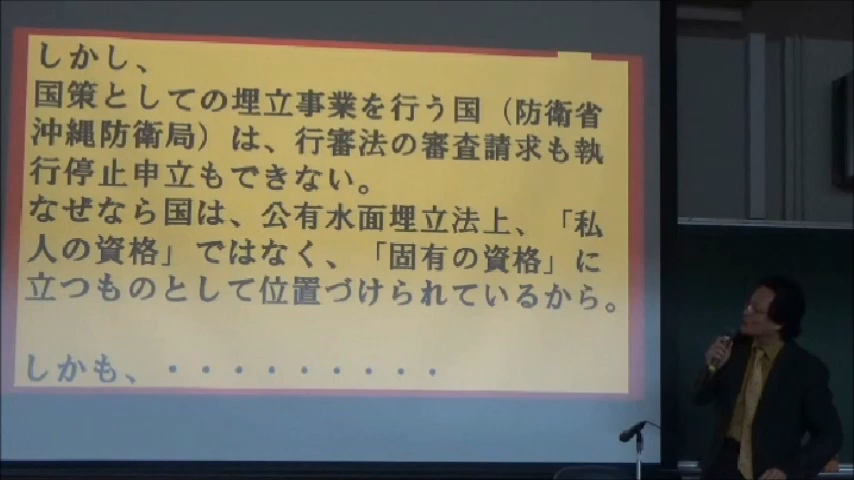 しかし、
国策としての埋立事業を行う国（防衛省
沖縄防衛局）は、行審法の審査請求も執
行停止申立もできない。
なぜなら国は、公有水面埋立法上、「私
人の資格」ではなく、「固有の資格」に
立つものとして位置づけられているから。
しかも、・・・・・・・・・